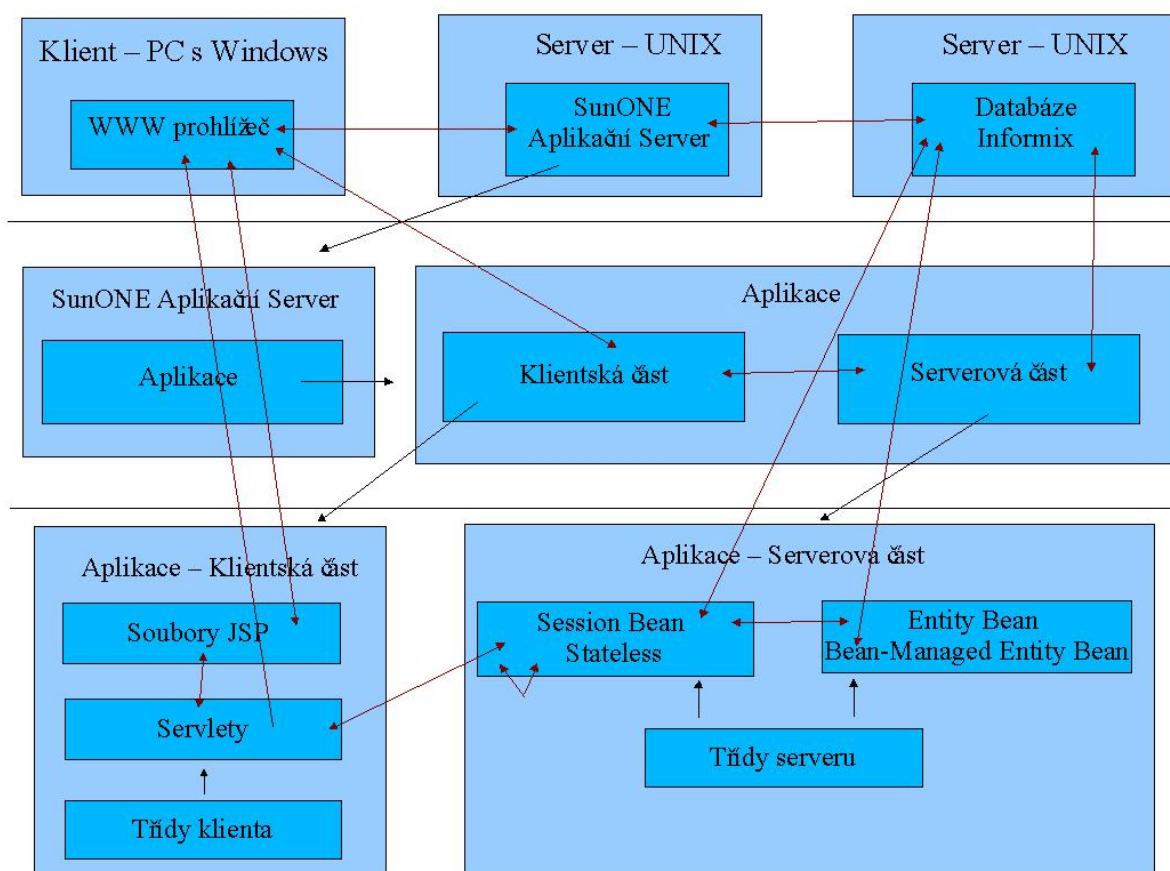 Klient – PC s Windows
WWW prohlížeč
Server – UNIX
SunONE
Aplikační Server
Server – UNIX
Databáze
Informix
SunONE Aplikační Server
Aplikace
Aplikace
Klientská část
Serverová část
Aplikace – Klientská část
Soubory JSP
Servlety
Třídy klienta
Aplikace – Serverová část
Session Bean
Stateless
Entity Bean
Bean-Managed Entity Bean
Třídy serveru